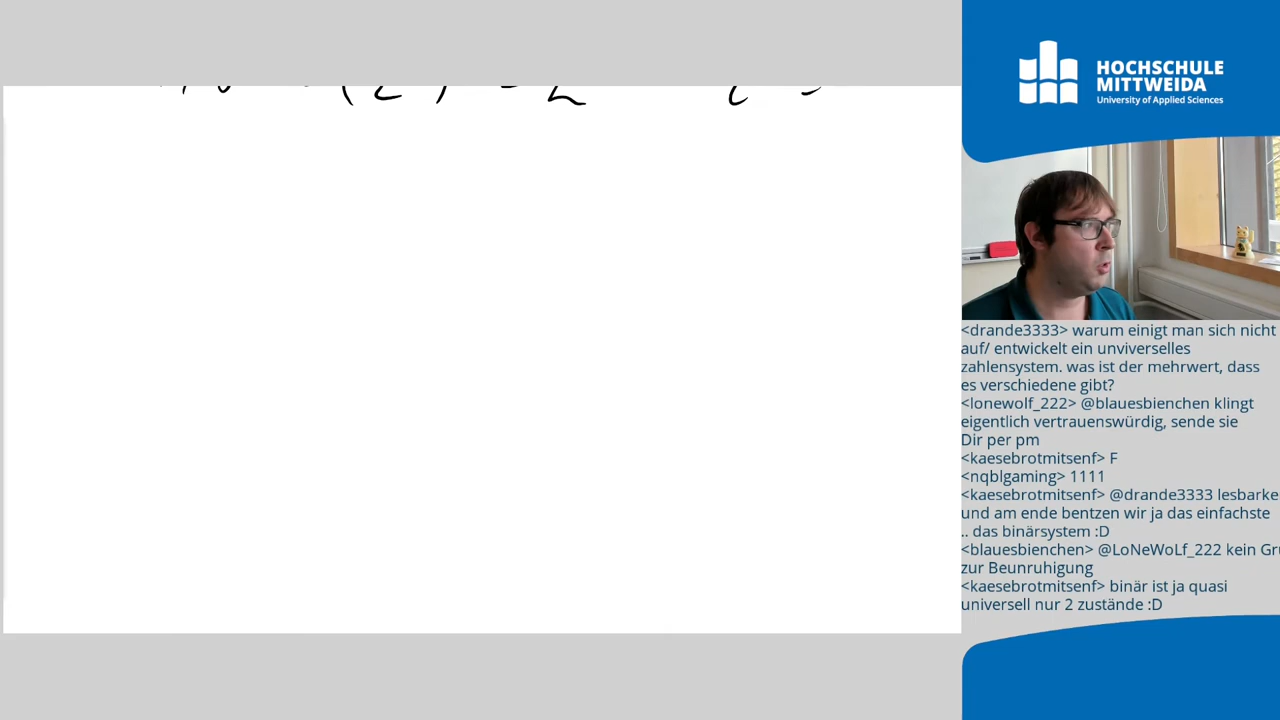 HOCHSCHULE
MITTWEIDA
University of Applied Sciences
<drande3333> warum einigt man sich nicht
auf/ entwickelt ein unviverselles
zahlensystem. was ist der mehrwert, dass
es verschiedene gibt?
<lonewolf_222> @blauesbienchen klingt
eigentlich vertrauenswürdig, sende sie
Dir per pm
<kaesebrotmitsenf> F
<nqblgaming> 1111
<kaesebrotmitsenf> @drande3333 lesbarke
und am ende bentzen wir ja das einfachste
.. das binärsystem :D
<blauesbienchen> @LoNeWoLf_222 kein Gru
zur Beunruhigung
<kaesebrotmitsenf> binär ist ja quasi
universell nur 2 zustände :D